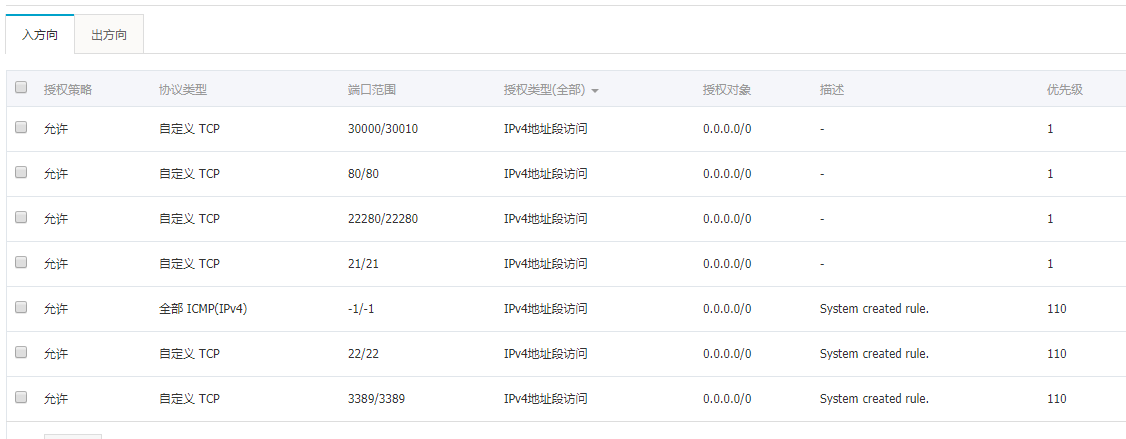 入方向 出方向
授权策略 协议类型 端口范围 授权类型(全部) 授权对象 描述 优先级
允许 自定义 TCP 30000/30010 IPv4地址段访问 0.0.0.0/0 - 1
允许 自定义 TCP 80/80 IPv4地址段访问 0.0.0.0/0 - 1
允许 自定义 TCP 22280/22280 IPv4地址段访问 0.0.0.0/0 - 1
允许 自定义 TCP 21/21 IPv4地址段访问 0.0.0.0/0 - 1
允许 全部 ICMP(IPv4) -1/-1 IPv4地址段访问 0.0.0.0/0 System created rule. 110
允许 自定义 TCP 22/22 IPv4地址段访问 0.0.0.0/0 System created rule. 110
允许 自定义 TCP 3389/3389 IPv4地址段访问 0.0.0.0/0 System created rule. 110